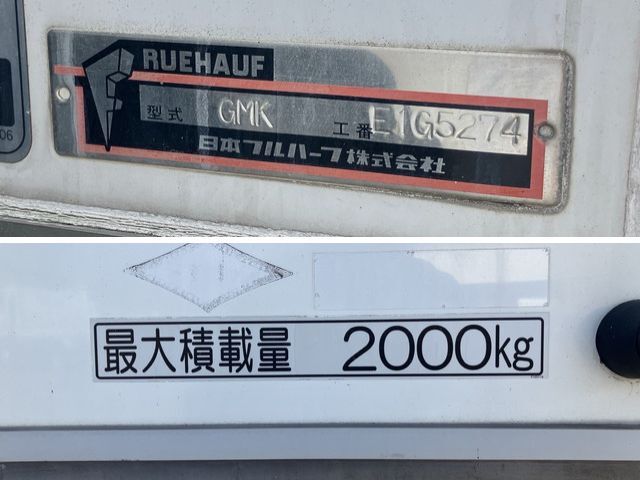 06
RUEHAUF
型式 GMK 工番 E1G5274
日本フルハーフ株式会社
最大積載量 2000kg